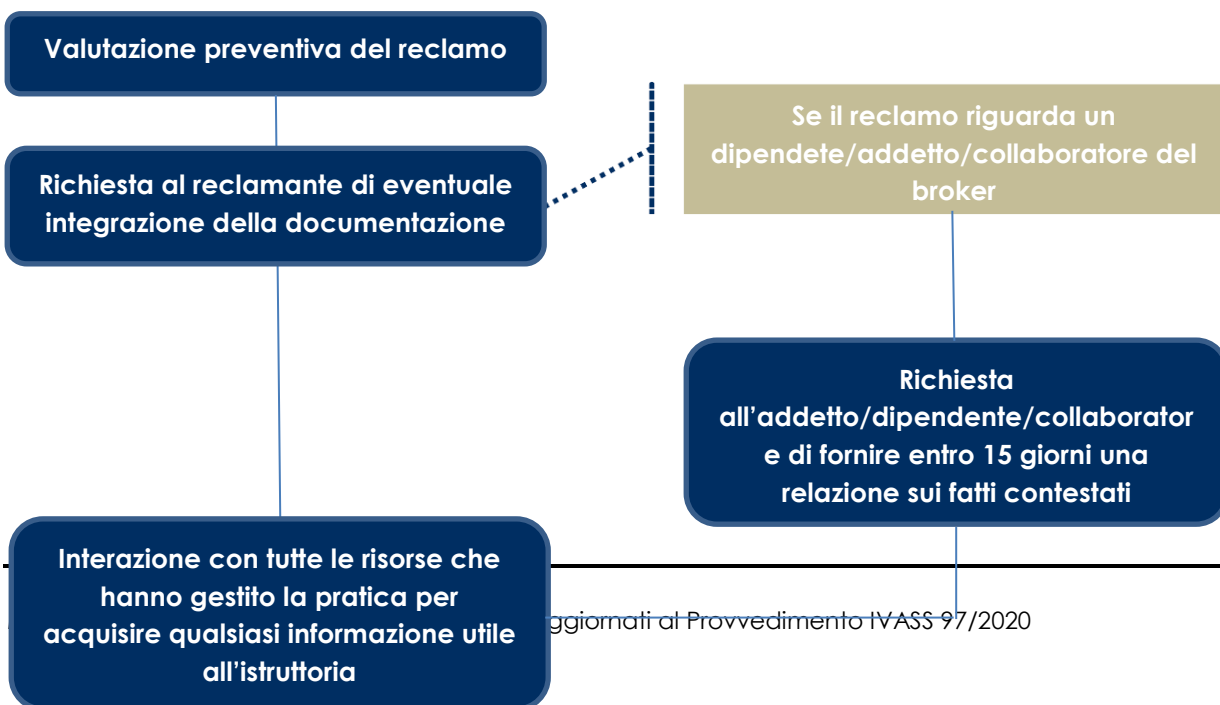 Valutazione preventiva del reclamo
Richiesta al reclamante di eventuale
integrazione della documentazione
Se il reclamo riguarda un
dipendete/addetto/collaboratore del
broker
Richiesta
all’addetto/dipendente/collaborator
e di fornire entro 15 giorni una
relazione sui fatti contestati
Interazione con tutte le risorse che
hanno gestito la pratica per
acquisire qualsiasi informazione utile
all’istruttoria
ggiornati al Provvedimento IVASS 97/2020